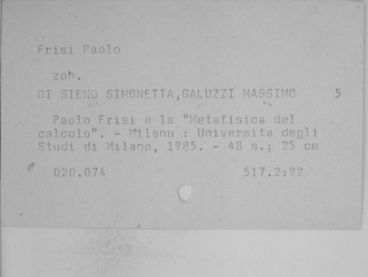 Frisi Paolo
zob.
DI SIENO SIMONETTA,GALUZZI MASSIMO 5
Paolo Frisi e la "Metafisica del
calcolo". - Milano : Universita degli
Studi di Milano, 1985. - 48 s.; 25 cm
020.074 517.2:92